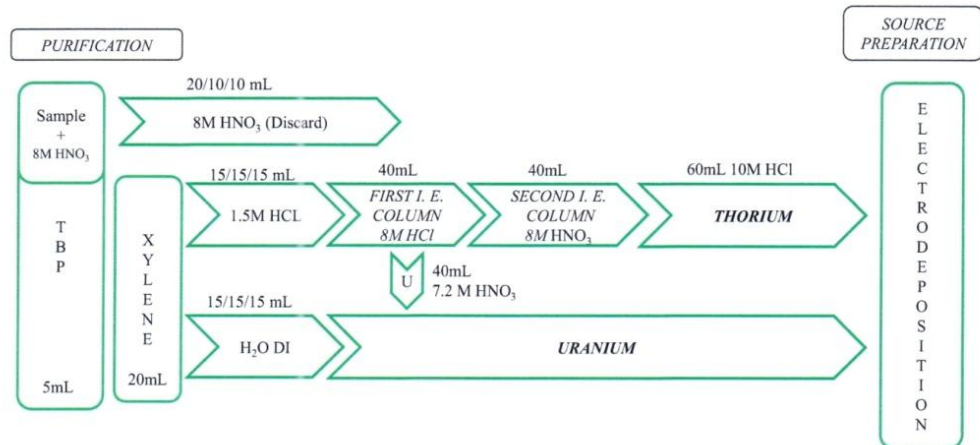 PURIFICATION
SOURCE
PREPARATION
20/10/10 mL
Sample
+
8M HNO₃
8M HNO₃ (Discard)
15/15/15 mL
40mL
40mL
60mL 10M HCl
1.5M HCL
FIRST I. E.
COLUMN
8M HCl
SECOND I. E.
COLUMN
8M HNO₃
THORIUM
T
B
P
X
Y
L
E
N
E
U
40mL
7.2 M HNO₃
15/15/15 mL
H₂O DI
URANIUM
5mL
20mL
E
L
E
C
T
R
O
D
E
P
O
S
I
T
I
O
N